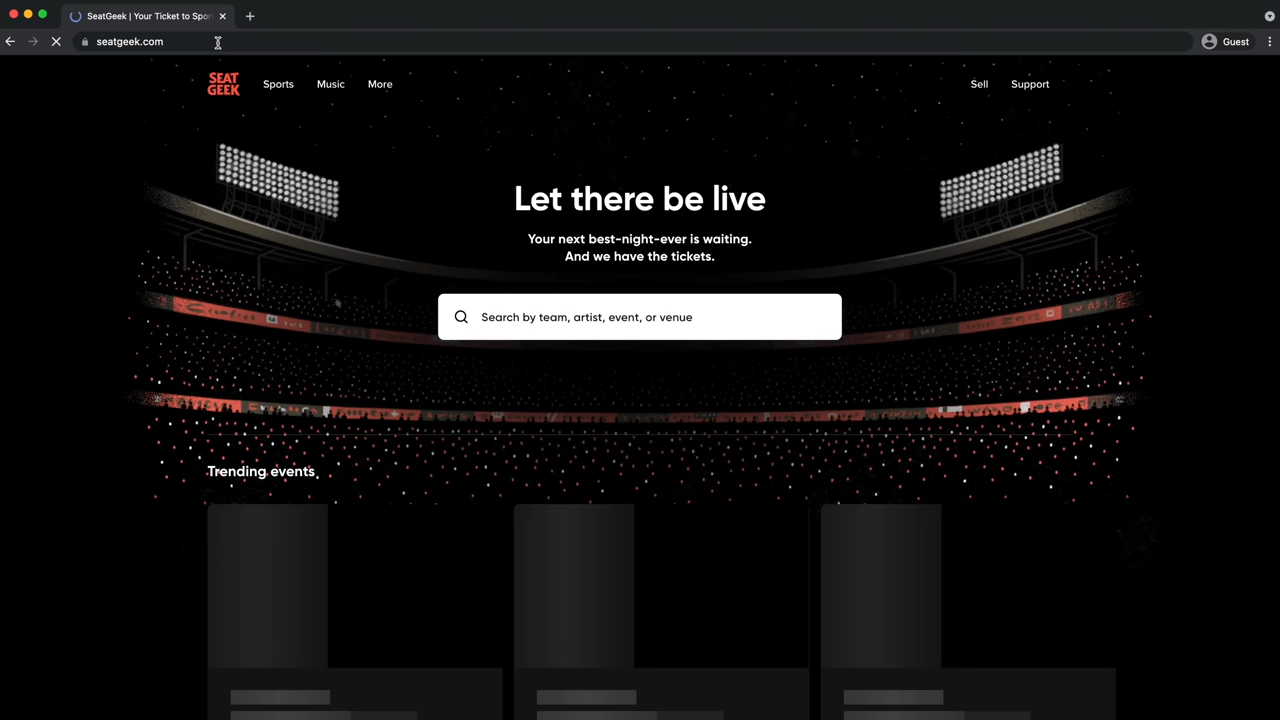 SeatGeek | Your Ticket to Spor
seatgeek.com
Guest
SEAT
GEEK
Sports
Music
More
Sell
Support
Let there be live
Your next best-night-ever is waiting.
And we have the tickets.
Search by team, artist, event, or venue
Trending events